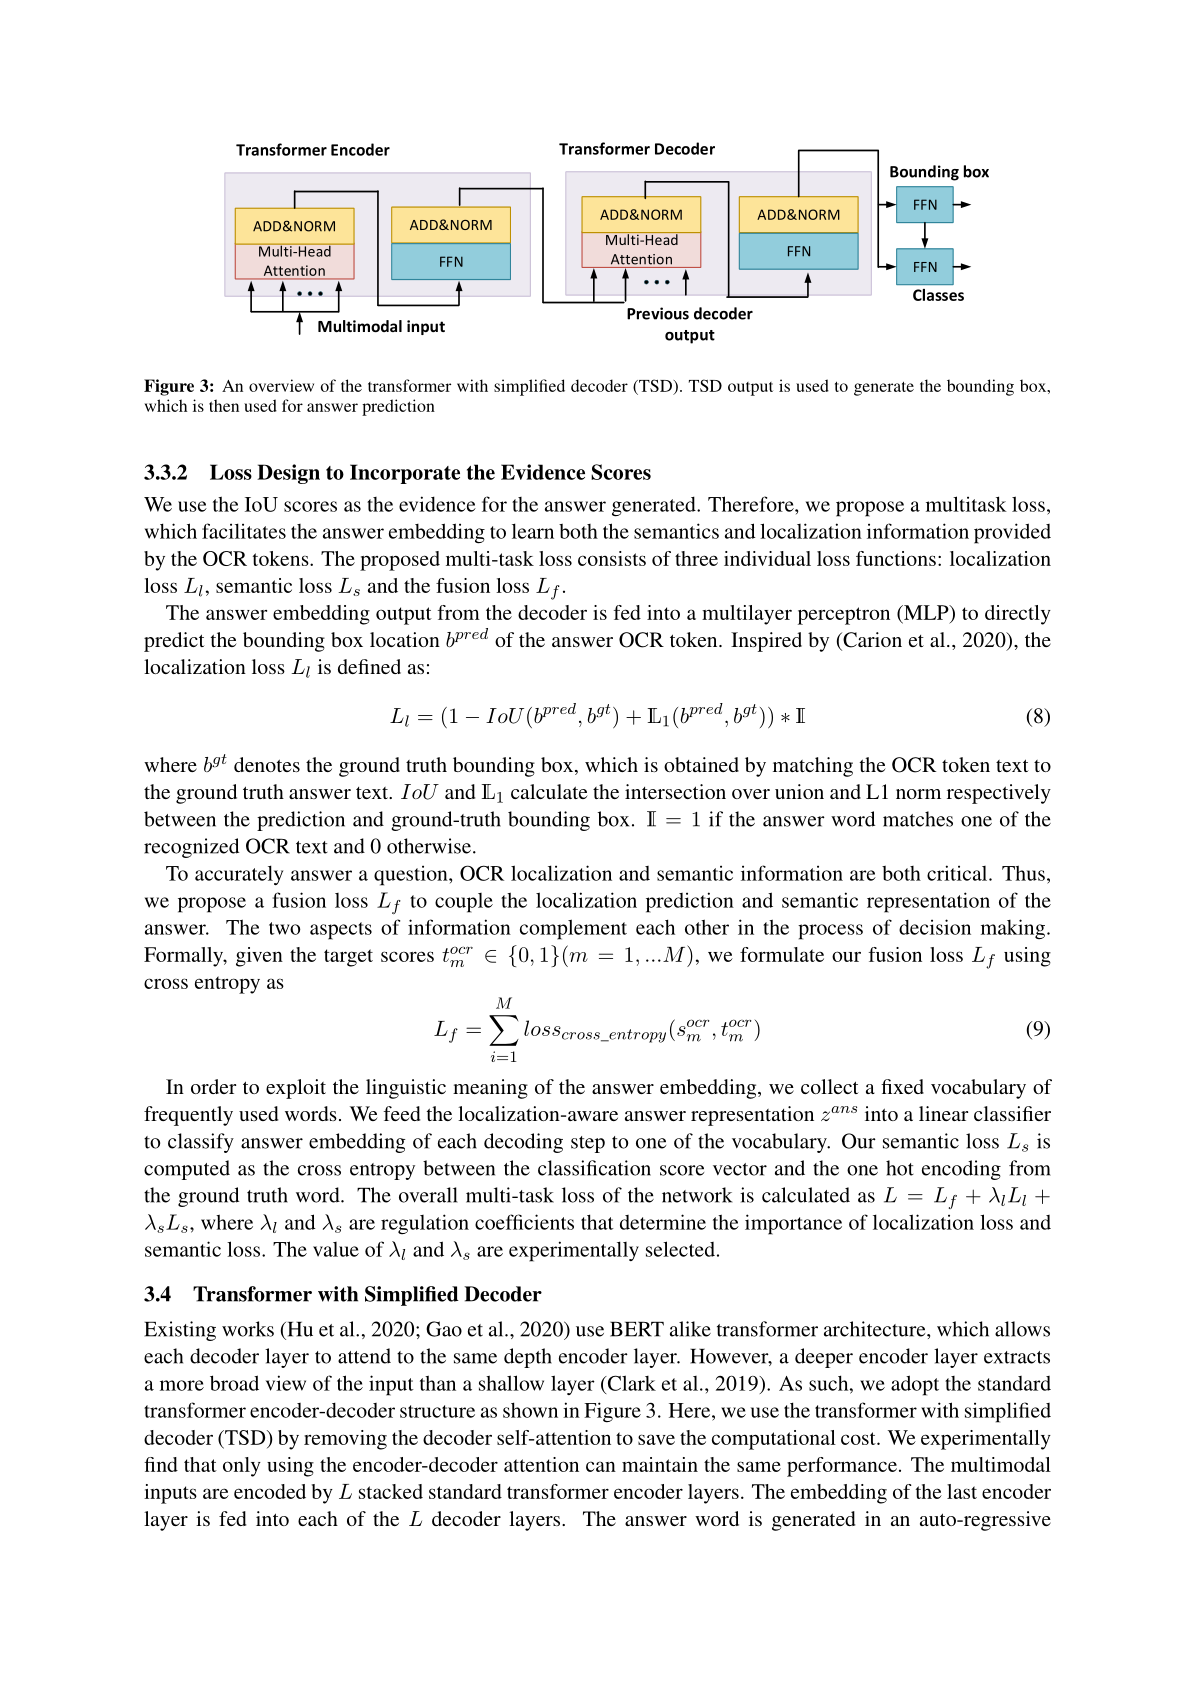 Transformer Encoder
Transformer Decoder
Bounding box
ADD&NORM
Multi-Head
Attention
ADD&NORM
FFN
ADD&NORM
Multi-Head
Attention
ADD&NORM
FFN
FFN
FFN
Classes
Multimodal input
Previous decoder
output
Figure 3: An overview of the transformer with simplified decoder (TSD). TSD output is used to generate the bounding box,
which is then used for answer prediction
3.3.2 Loss Design to Incorporate the Evidence Scores
We use the IoU scores as the evidence for the answer generated. Therefore, we propose a multitask loss,
which facilitates the answer embedding to learn both the semantics and localization information provided
by the OCR tokens. The proposed multi-task loss consists of three individual loss functions: localization
loss L_l, semantic loss L_s and the fusion loss L_f.
The answer embedding output from the decoder is fed into a multilayer perceptron (MLP) to directly
predict the bounding box location b^{pred} of the answer OCR token. Inspired by (Carion et al., 2020), the
localization loss L_l is defined as:
L_l = (1 − IoU(b^{pred}, b^{gt}) + 𝕃_1(b^{pred}, b^{gt})) ∗ 𝕀 (8)
where b^{gt} denotes the ground truth bounding box, which is obtained by matching the OCR token text to
the ground truth answer text. IoU and 𝕃_1 calculate the intersection over union and L1 norm respectively
between the prediction and ground-truth bounding box. 𝕀 = 1 if the answer word matches one of the
recognized OCR text and 0 otherwise.
To accurately answer a question, OCR localization and semantic information are both critical. Thus,
we propose a fusion loss L_f to couple the localization prediction and semantic representation of the
answer. The two aspects of information complement each other in the process of decision making.
Formally, given the target scores t_m^{ocr} ∈ {0, 1}(m = 1, ...M), we formulate our fusion loss L_f using
cross entropy as
L_f = ∑_{i=1}^{M} loss_{cross_entropy}(s_m^{ocr}, t_m^{ocr}) (9)
In order to exploit the linguistic meaning of the answer embedding, we collect a fixed vocabulary of
frequently used words. We feed the localization-aware answer representation z^{ans} into a linear classifier
to classify answer embedding of each decoding step to one of the vocabulary. Our semantic loss L_s is
computed as the cross entropy between the classification score vector and the one hot encoding from
the ground truth word. The overall multi-task loss of the network is calculated as L = L_f + λ_l L_l +
λ_s L_s, where λ_l and λ_s are regulation coefficients that determine the importance of localization loss and
semantic loss. The value of λ_l and λ_s are experimentally selected.
3.4 Transformer with Simplified Decoder
Existing works (Hu et al., 2020; Gao et al., 2020) use BERT alike transformer architecture, which allows
each decoder layer to attend to the same depth encoder layer. However, a deeper encoder layer extracts
a more broad view of the input than a shallow layer (Clark et al., 2019). As such, we adopt the standard
transformer encoder-decoder structure as shown in Figure 3. Here, we use the transformer with simplified
decoder (TSD) by removing the decoder self-attention to save the computational cost. We experimentally
find that only using the encoder-decoder attention can maintain the same performance. The multimodal
inputs are encoded by L stacked standard transformer encoder layers. The embedding of the last encoder
layer is fed into each of the L decoder layers. The answer word is generated in an auto-regressive